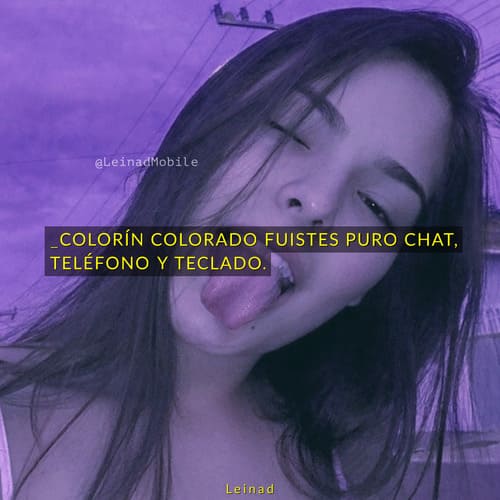 @LeinadMobile
_COLORÍN COLORADO FUISTES PURO CHAT,
TELÉFONO Y TECLADO.
Leinad